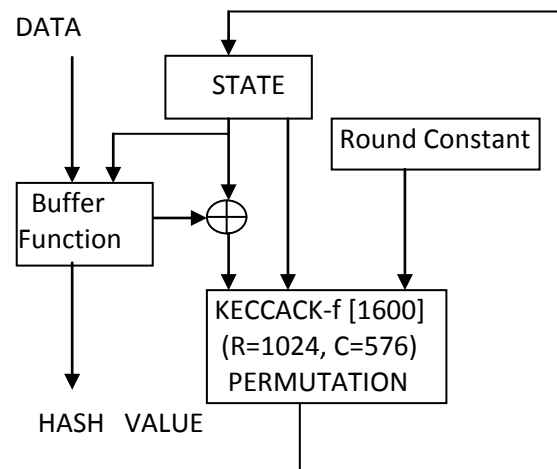 DATA
STATE
Round Constant
Buffer
Function
KECCACK-f [1600]
(R=1024, C=576)
PERMUTATION
HASH VALUE